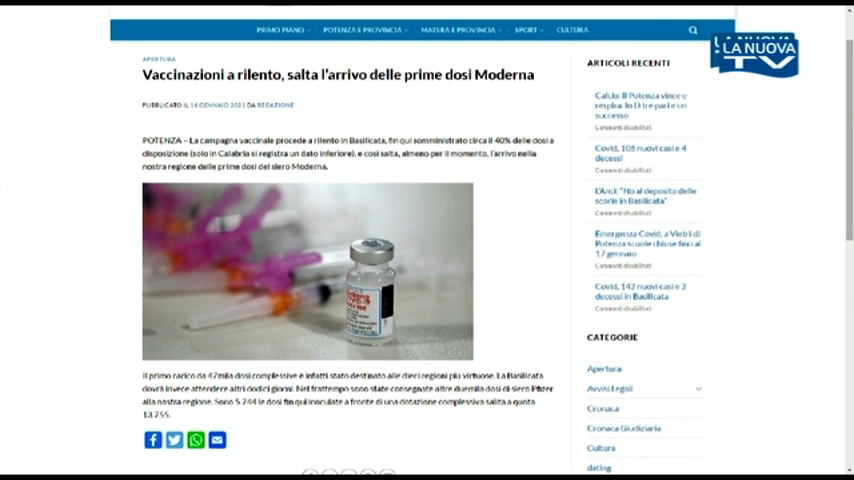 PRIMO PIANO
POTENZA E PROVINCIA
MATERA E PROVINCIA
SPORT
CULTURA
LA NUOVA
TV
APERTURA
Vaccinazioni a rilento, salta l'arrivo delle prime dosi Moderna
PUBBLICATO IL 14 GENNAIO 2021 DA REDAZIONE
POTENZA – La campagna vaccinale procede a rilento in Basilicata, fin qui somministrato circa il 40% delle dosi a
disposizione (solo in Calabria si registra un dato inferiore), e così salta, almeno per il momento, l'arrivo nella
nostra regione delle prime dosi del siero Moderna.
Il primo carico da 47mila dosi complessive è infatti stato destinato alle dieci regioni più virtuose. La Basilicata
dovrà invece attendere altri dodici giorni. Nel frattempo sono state consegnate altre duemila dosi di siero Pfizer
alla nostra regione. Sono 5.744 le dosi fin qui inoculate a fronte di una dotazione complessiva salita a quota
13.755.
ARTICOLI RECENTI
Calcio. Il Potenza vince e
respira. In D tre pari e un
successo
Commenti disabilitati
Covid, 105 nuovi casi e 4
decessi
Commenti disabilitati
L'Anci: "No al deposito delle
scorie in Basilicata"
Commenti disabilitati
Emergenza Covid, a Vietri di
Potenza scuole chiuse fino al
17 gennaio
Commenti disabilitati
Covid, 142 nuovi casi e 2
decessi in Basilicata
Commenti disabilitati
CATEGORIE
Apertura
Avvisi Legali
Cronaca
Cronaca Giudiziaria
Cultura
dating